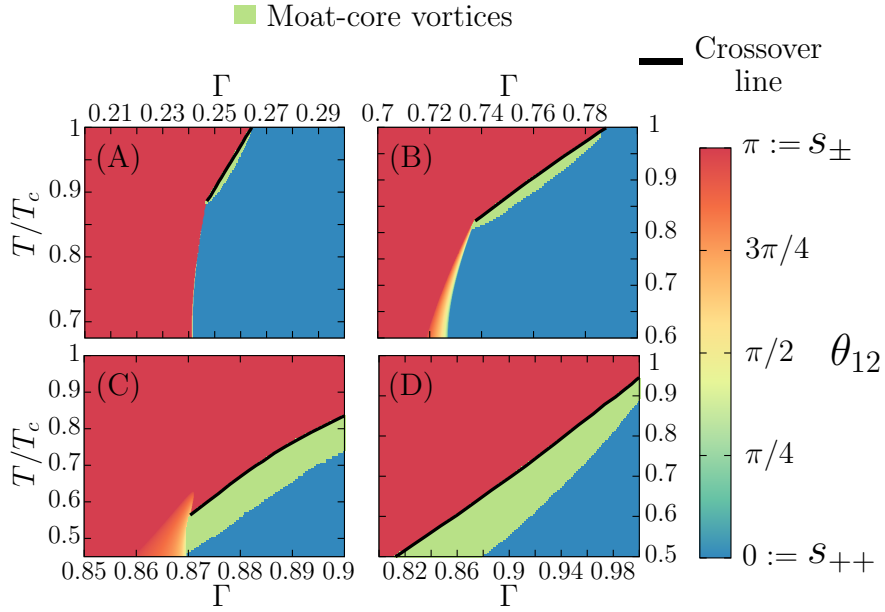 Moat-core vortices
Crossover
line
Γ
0.21 0.23 0.25 0.27 0.29
Γ
0.7 0.72 0.74 0.76 0.78
(A)
1
0.9
0.8
0.7
T/T_c
(B)
1
0.9
0.8
0.7
0.6
π := s±
3π/4
π/2
π/4
0 := s++
θ12
(C)
1
0.9
0.8
0.7
0.6
0.5
T/T_c
0.85 0.86 0.87 0.88 0.89 0.9
Γ
(D)
1
0.9
0.8
0.7
0.6
0.5
0.82 0.86 0.9 0.94 0.98
Γ